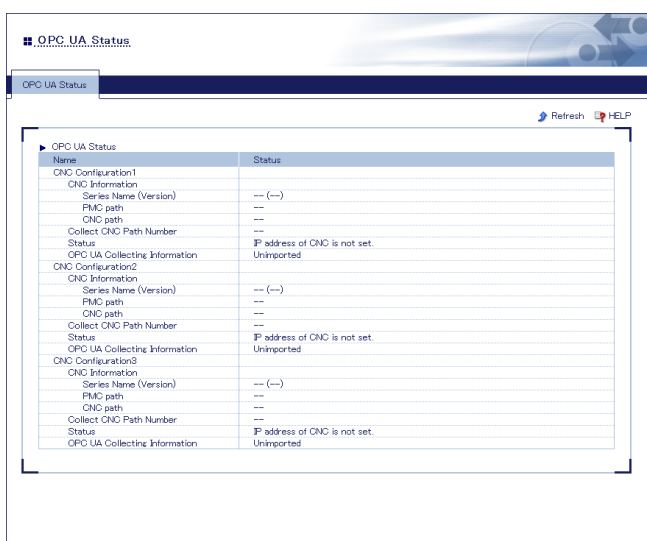 OPC UA Status
OPC UA Status
Refresh HELP
OPC UA Status
Name Status
CNC Configuration1
CNC Information
Series Name (Version) -- (--)
PMC path --
CNC path --
Collect CNC Path Number --
Status IP address of CNC is not set.
OPC UA Collecting Information Unimported
CNC Configuration2
CNC Information
Series Name (Version) -- (--)
PMC path --
CNC path --
Collect CNC Path Number --
Status IP address of CNC is not set.
OPC UA Collecting Information Unimported
CNC Configuration3
CNC Information
Series Name (Version) -- (--)
PMC path --
CNC path --
Collect CNC Path Number --
Status IP address of CNC is not set.
OPC UA Collecting Information Unimported